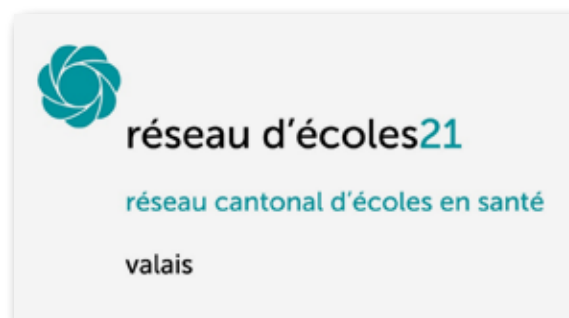 réseau d'écoles21
réseau cantonal d'écoles en santé
valais